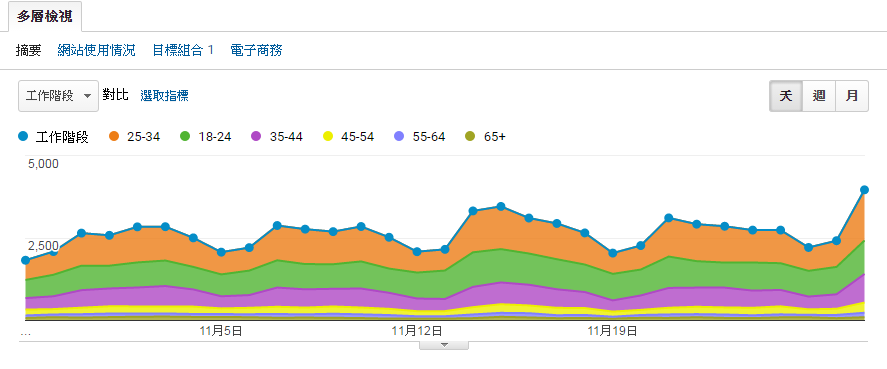 多層檢視
摘要 網站使用情況 目標組合 1 電子商務
工作階段 對比 選取指標 天 週 月
工作階段 25-34 18-24 35-44 45-54 55-64 65+
5,000
2,500
... 11月5日 11月12日 11月19日